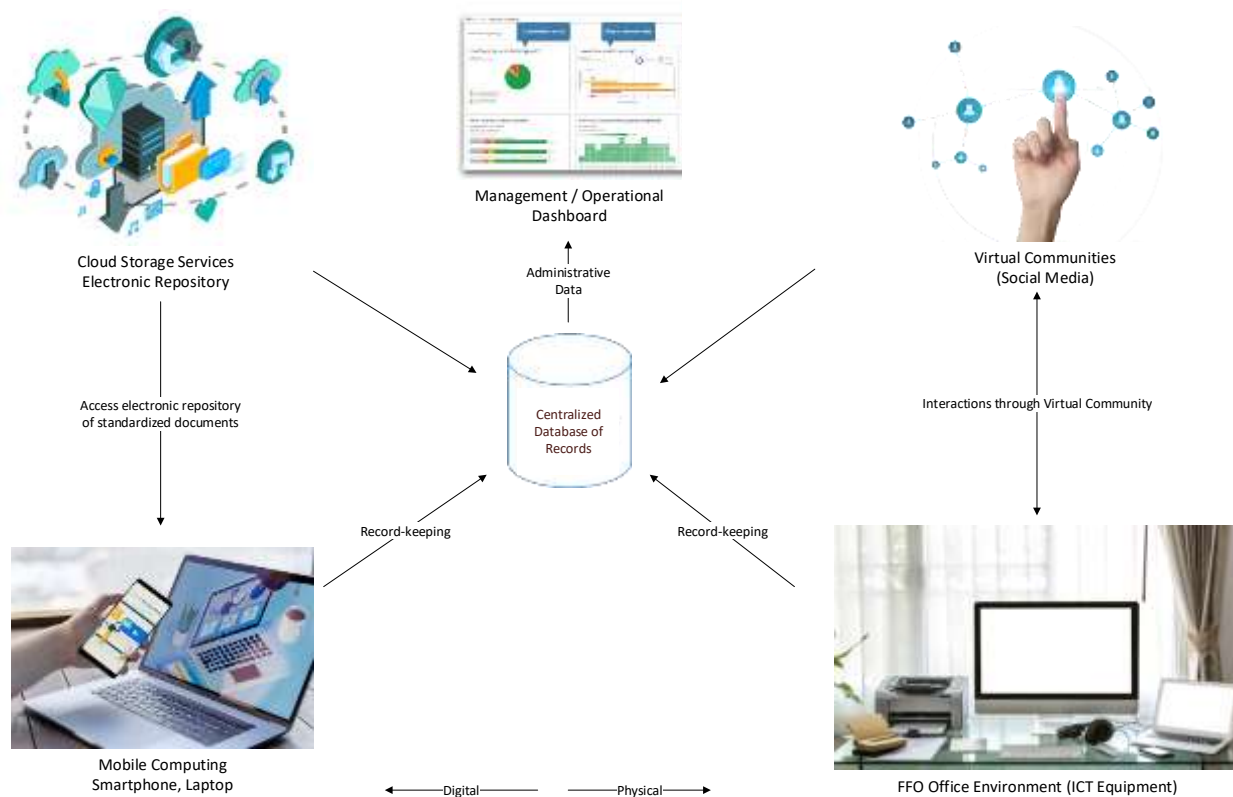 Management / Operational
Dashboard
Cloud Storage Services
Electronic Repository
Virtual Communities
(Social Media)
Administrative
Data
Access electronic repository
of standardized documents
Centralized
Database of
Records
Interactions through Virtual Community
Record-keeping
Record-keeping
Mobile Computing
Smartphone, Laptop
FFO Office Environment (ICT Equipment)
Digital
Physical